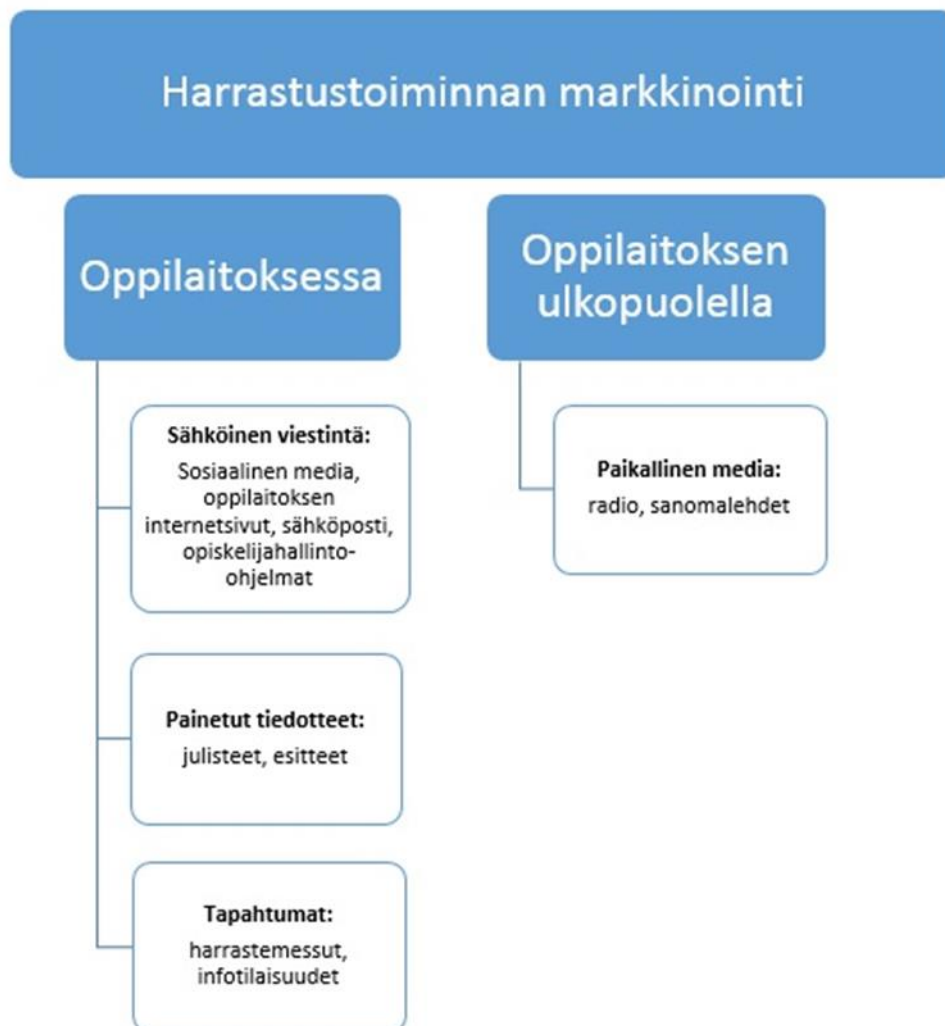 Harrastustoiminnan markkinointi
Oppilaitoksessa
Sähköinen viestintä:
Sosiaalinen media,
oppilaitoksen
internetsivut, sähköposti,
opiskelijahallinto-
ohjelmat
Painetut tiedotteet:
julisteet, esitteet
Tapahtumat:
harrastemessut,
infotilaisuudet
Oppilaitoksen
ulkopuolella
Paikallinen media:
radio, sanomalehdet